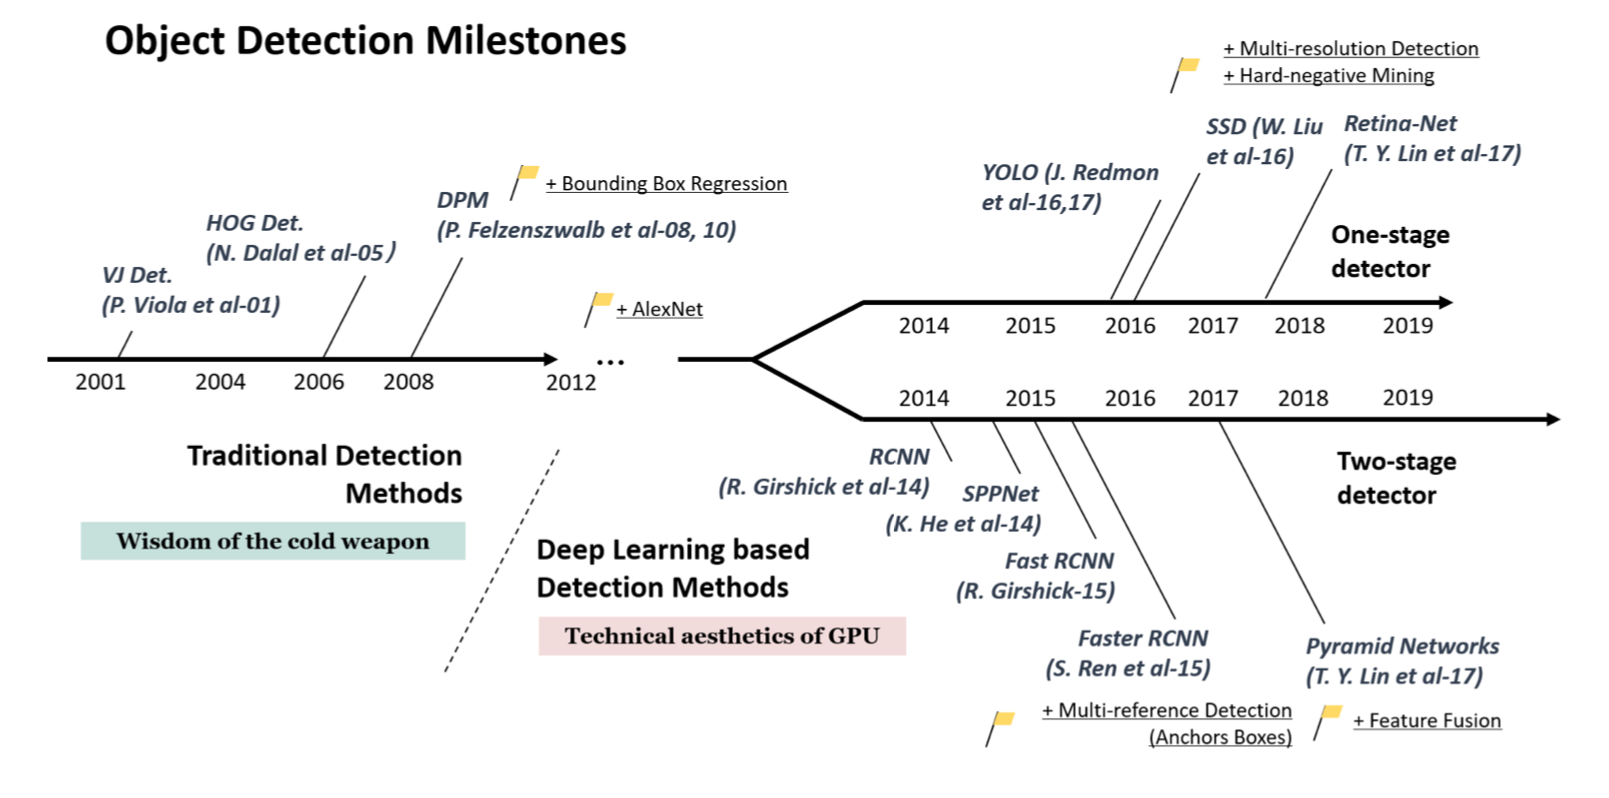 Object Detection Milestones
+ Multi-resolution Detection
+ Hard-negative Mining
SSD (W. Liu
et al-16)
Retina-Net
(T. Y. Lin et al-17)
YOLO (J. Redmon
et al-16,17)
+ Bounding Box Regression
DPM
(P. Felzenszwalb et al-08, 10)
HOG Det.
(N. Dalal et al-05)
VJ Det.
(P. Viola et al-01)
+ AlexNet
One-stage
detector
2014 2015 2016 2017 2018 2019
...
2001 2004 2006 2008 2012
2014 2015 2016 2017 2018 2019
Traditional Detection
Methods
Wisdom of the cold weapon
Deep Learning based
Detection Methods
Technical aesthetics of GPU
RCNN
(R. Girshick et al-14)
SPPNet
(K. He et al-14)
Fast RCNN
(R. Girshick-15)
Faster RCNN
(S. Ren et al-15)
+ Multi-reference Detection
(Anchors Boxes)
Two-stage
detector
Pyramid Networks
(T. Y. Lin et al-17)
+ Feature Fusion